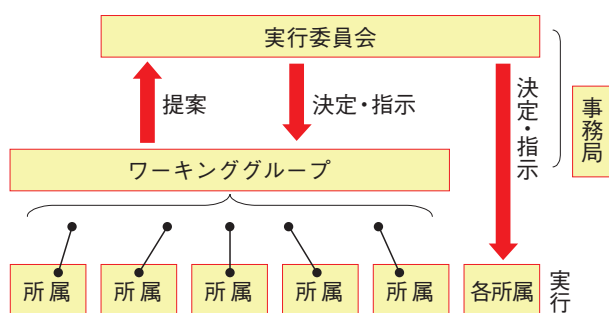 実行委員会
提案
決定・指示
決定・指示
事務局
ワーキンググループ
所属
所属
所属
所属
所属
各所属
実行